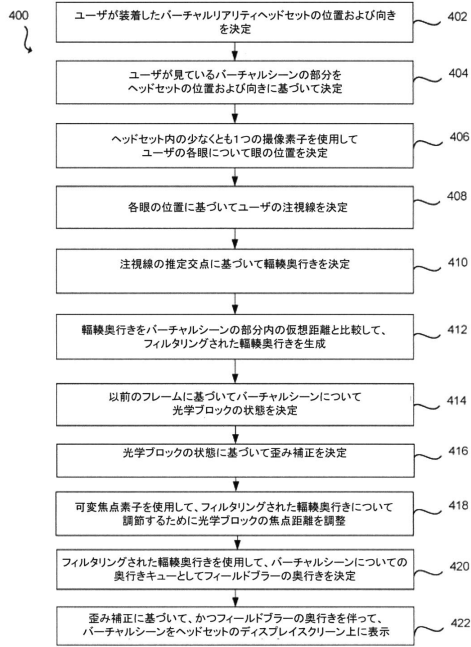 400
ユーザが装着したバーチャルリアリティヘッドセットの位置および向き
を決定
402
ユーザが見ているバーチャルシーンの部分を
ヘッドセットの位置および向きに基づいて決定
404
ヘッドセット内の少なくとも1つの撮像素子を使用して
ユーザの各眼について眼の位置を決定
406
各眼の位置に基づいてユーザの注視線を決定
408
注視線の推定交点に基づいて輻輳奥行きを決定
410
輻輳奥行きをバーチャルシーンの部分内の仮想距離と比較して、
フィルタリングされた輻輳奥行きを生成
412
以前のフレームに基づいてバーチャルシーンについて
光学ブロックの状態を決定
414
光学ブロックの状態に基づいて歪み補正を決定
416
可変焦点素子を使用して、フィルタリングされた輻輳奥行きについて
調節するために光学ブロックの焦点距離を調整
418
フィルタリングされた輻輳奥行きを使用して、バーチャルシーンについての
奥行きキューとしてフィールドブラーの奥行きを決定
420
歪み補正に基づいて、かつフィールドブラーの奥行きを伴って、
バーチャルシーンをヘッドセットのディスプレイスクリーン上に表示
422